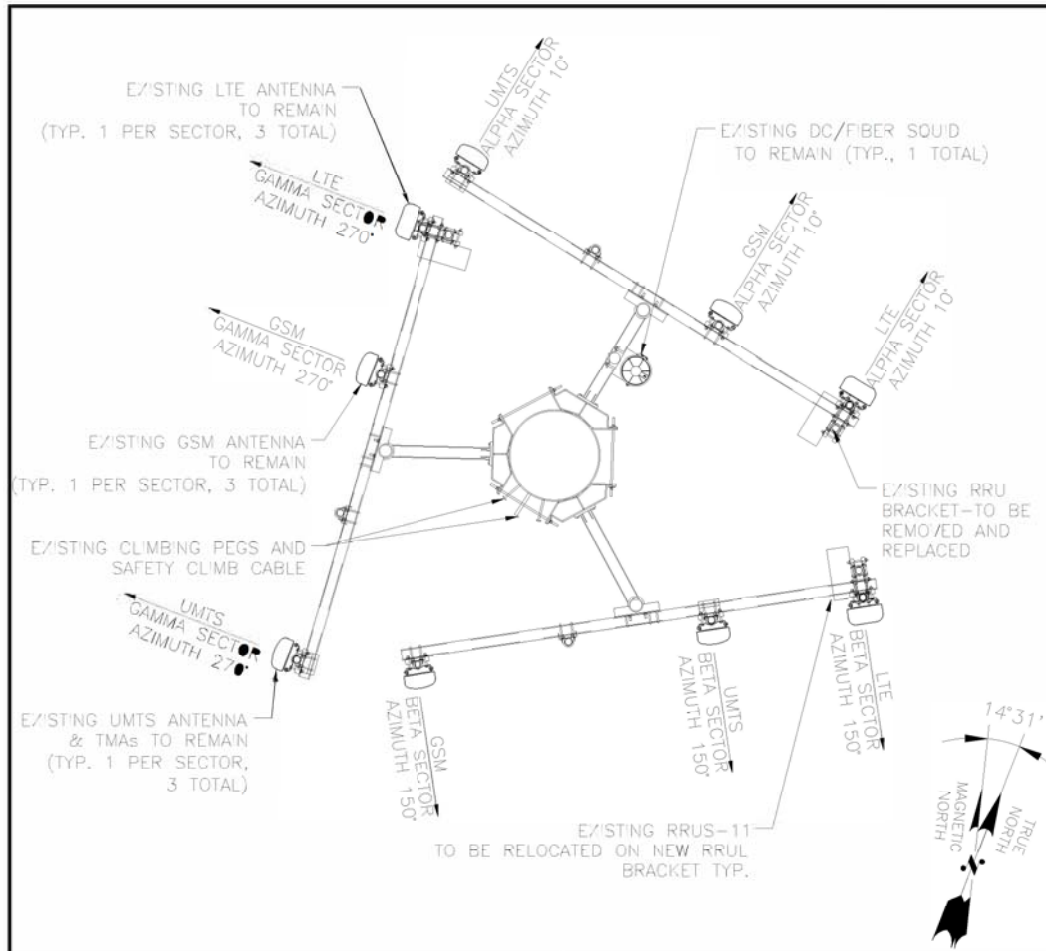 EXISTING LTE ANTENNA
TO REMAIN
(TYP. 1 PER SECTOR, 3 TOTAL)
UMTS
ALPHA SECTOR
AZIMUTH 10°
EXISTING DC/FIBER SQUID
TO REMAIN (TYP., 1 TOTAL)
LTE
GAMMA SECTOR
AZIMUTH 270°
GSM
ALPHA SECTOR
AZIMUTH 10°
LTE
ALPHA SECTOR
AZIMUTH 10°
GSM
GAMMA SECTOR
AZIMUTH 270°
EXISTING GSM ANTENNA
TO REMAIN
(TYP. 1 PER SECTOR, 3 TOTAL)
EXISTING RRU
BRACKET-TO BE
REMOVED AND
REPLACED
EXISTING CLIMBING PEGS AND
SAFETY CLIMB CABLE
UMTS
GAMMA SECTOR
AZIMUTH 270°
EXISTING UMTS ANTENNA
& TMAs TO REMAIN
(TYP. 1 PER SECTOR,
3 TOTAL)
GSM
BETA SECTOR
AZIMUTH 150°
UMTS
BETA SECTOR
AZIMUTH 150°
LTE
BETA SECTOR
AZIMUTH 150°
EXISTING RRUS-11
TO BE RELOCATED ON NEW RRUL
BRACKET TYP.
14°31'
MAGNETIC
NORTH
TRUE
NORTH